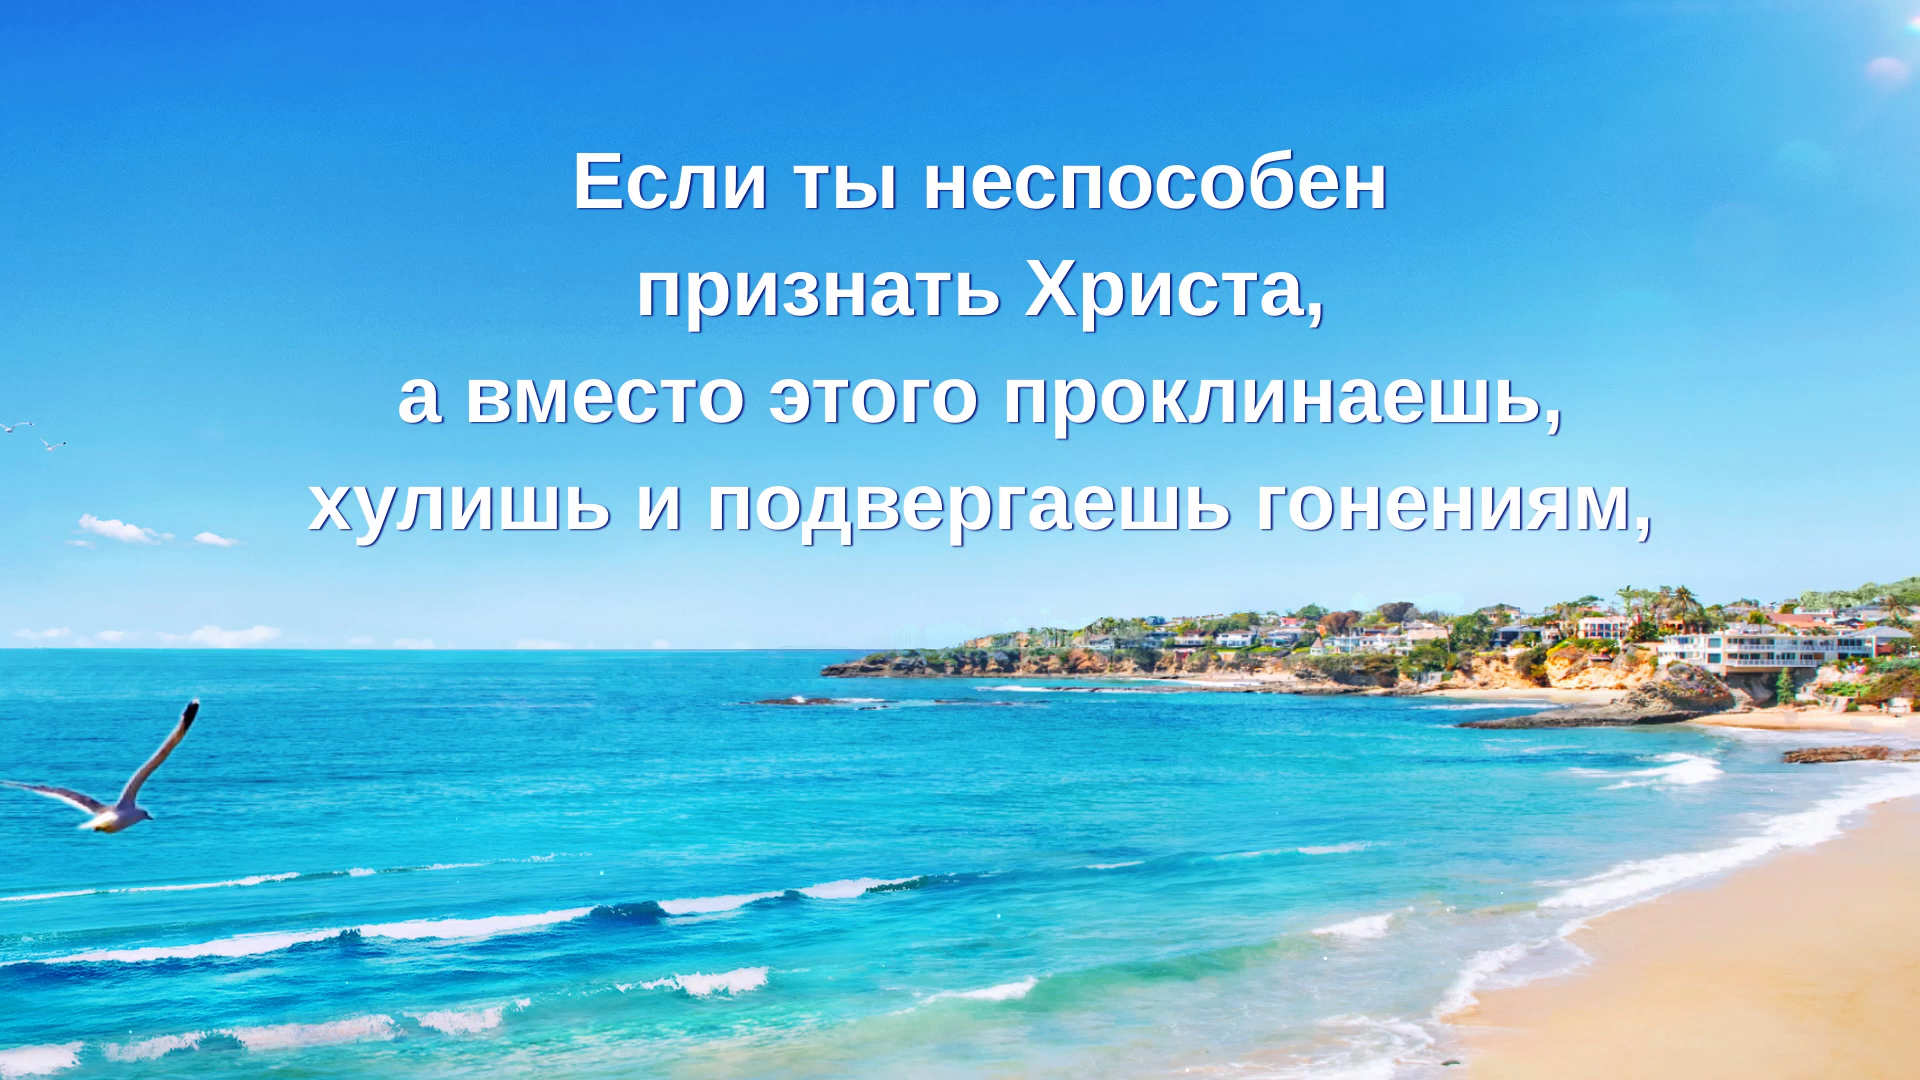 Если ты неспособен
признать Христа,
а вместо этого проклинаешь,
хулишь и подвергаешь гонениям,